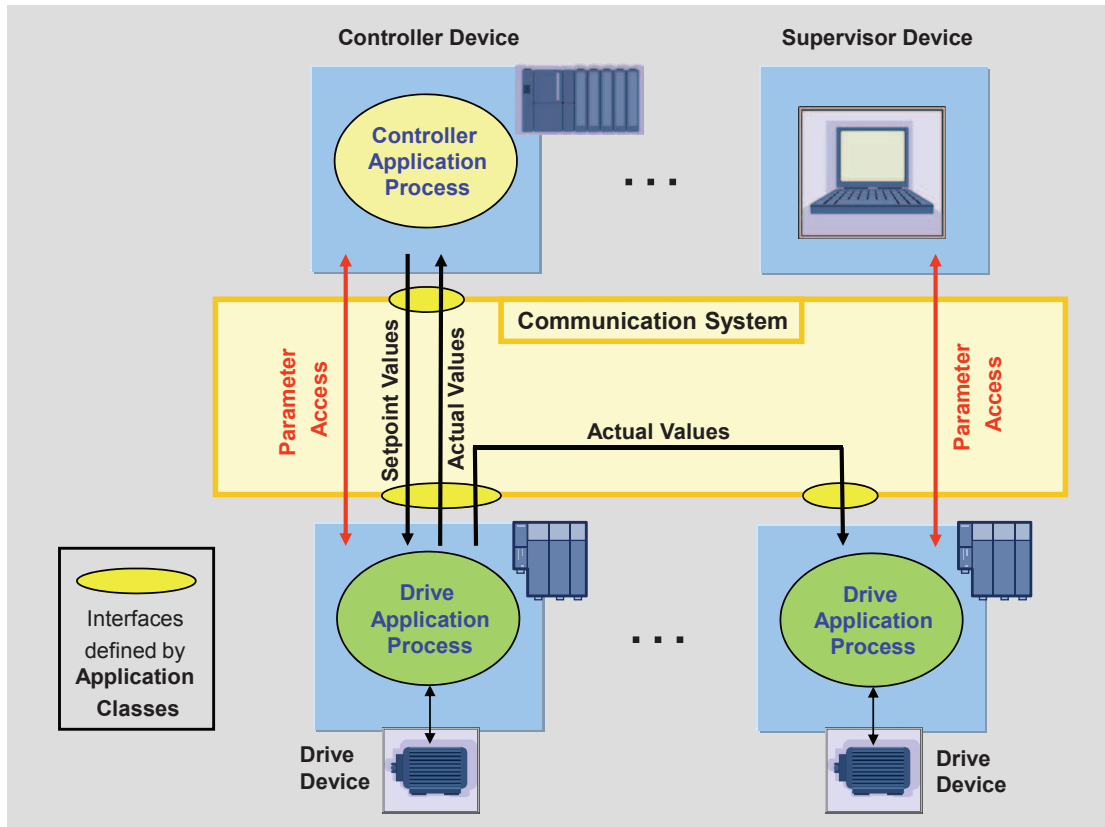 Controller Device
Supervisor Device
Controller
Application
Process
. . .
Communication System
Parameter
Access
Setpoint Values
Actual Values
Actual Values
Parameter
Access
Interfaces
defined by
Application
Classes
Drive
Application
Process
. . .
Drive
Application
Process
Drive
Device
Drive
Device